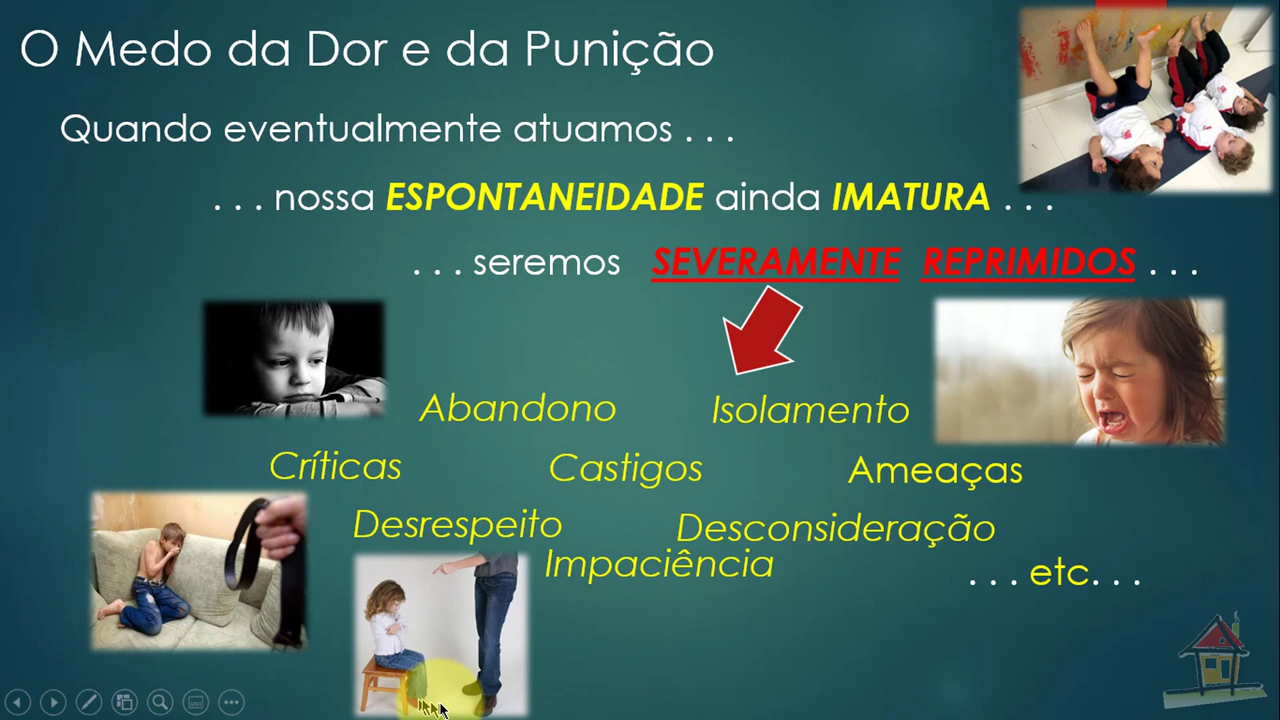 O Medo da Dor e da Punição
Quando eventualmente atuamos . . .
. . . nossa ESPONTANEIDADE ainda IMATURA . . .
. . . seremos SEVERAMENTE REPRIMIDOS . . .
Abandono Isolamento
Críticas Castigos Ameaças
Desrespeito Desconsideração
Impaciência . . . etc. . .